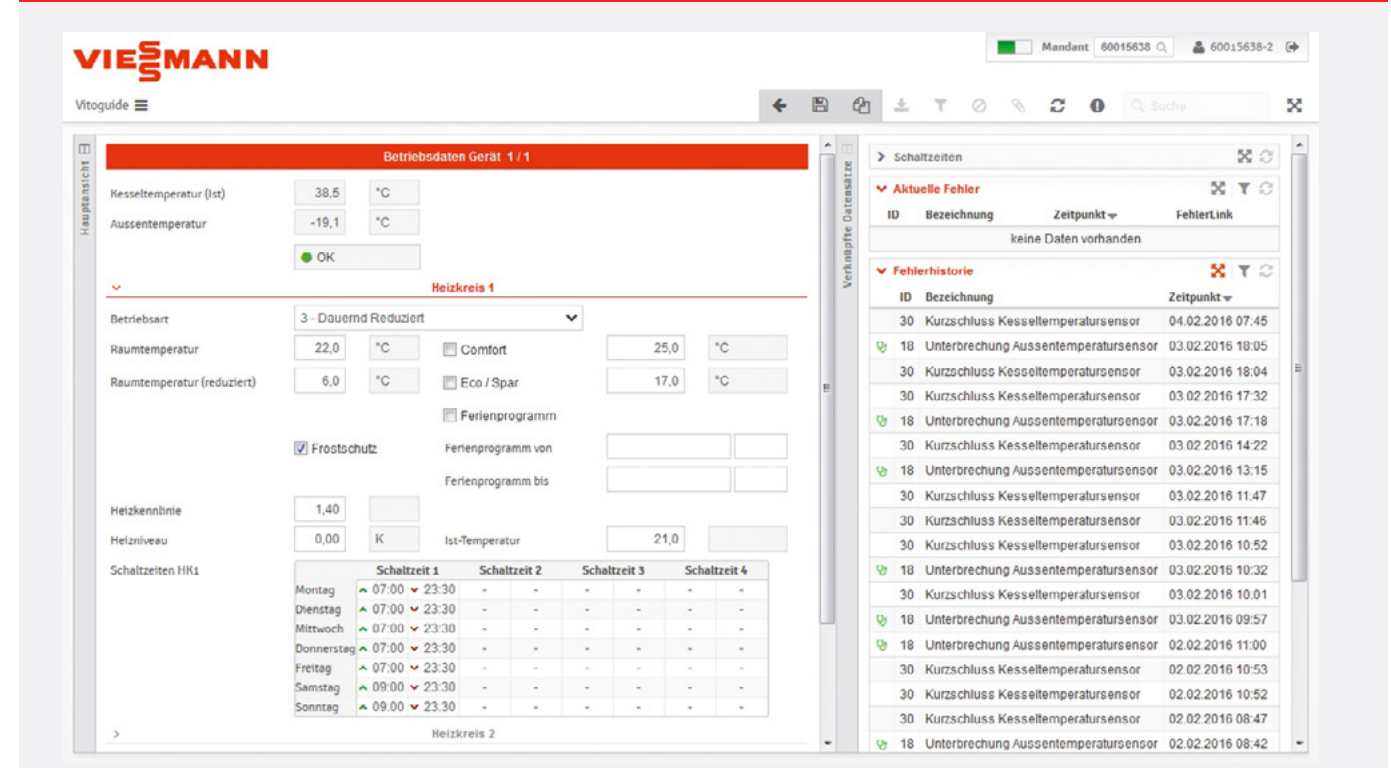 VIESSMANN
Mandant 60015638 60015638-2
Vitoguide
Suche
Hauptansicht
Betriebsdaten Gerät 1 / 1
Kesseltemperatur (Ist) 38,5 °C
Aussentemperatur -19,1 °C
OK
Heizkreis 1
Betriebsart 3 - Dauernd Reduziert
Raumtemperatur 22,0 °C Comfort 25,0 °C
Raumtemperatur (reduziert) 6,0 °C Eco / Spar 17,0 °C
Ferienprogramm
Frostschutz Ferienprogramm von
Ferienprogramm bis
Heizkennlinie 1,40
Heizniveau 0,00 K Ist-Temperatur 21,0
Schaltzeiten HK1
Schaltzeit 1 Schaltzeit 2 Schaltzeit 3 Schaltzeit 4
Montag 07:00 23:30 - - - - - -
Dienstag 07:00 23:30 - - - - - -
Mittwoch 07:00 23:30 - - - - - -
Donnerstag 07:00 23:30 - - - - - -
Freitag 07:00 23:30 - - - - - -
Samstag 09:00 23:30 - - - - - -
Sonntag 09:00 23:30 - - - - - -
Heizkreis 2
Verknüpfte Datensätze
Schaltzeiten
Aktuelle Fehler
ID Bezeichnung Zeitpunkt FehlerLink
keine Daten vorhanden
Fehlerhistorie
ID Bezeichnung Zeitpunkt
30 Kurzschluss Kesseltemperatursensor 04.02.2016 07:45
18 Unterbrechung Aussentemperatursensor 03.02.2016 18:05
30 Kurzschluss Kesseltemperatursensor 03.02.2016 18:04
30 Kurzschluss Kesseltemperatursensor 03.02.2016 17:32
18 Unterbrechung Aussentemperatursensor 03.02.2016 17:18
30 Kurzschluss Kesseltemperatursensor 03.02.2016 14:22
18 Unterbrechung Aussentemperatursensor 03.02.2016 13:15
30 Kurzschluss Kesseltemperatursensor 03.02.2016 11:47
30 Kurzschluss Kesseltemperatursensor 03.02.2016 11:46
30 Kurzschluss Kesseltemperatursensor 03.02.2016 10:52
18 Unterbrechung Aussentemperatursensor 03.02.2016 10:32
30 Kurzschluss Kesseltemperatursensor 03.02.2016 10:01
18 Unterbrechung Aussentemperatursensor 03.02.2016 09:57
18 Unterbrechung Aussentemperatursensor 02.02.2016 11:00
30 Kurzschluss Kesseltemperatursensor 02.02.2016 10:53
30 Kurzschluss Kesseltemperatursensor 02.02.2016 10:52
30 Kurzschluss Kesseltemperatursensor 02.02.2016 08:47
18 Unterbrechung Aussentemperatursensor 02.02.2016 08:42